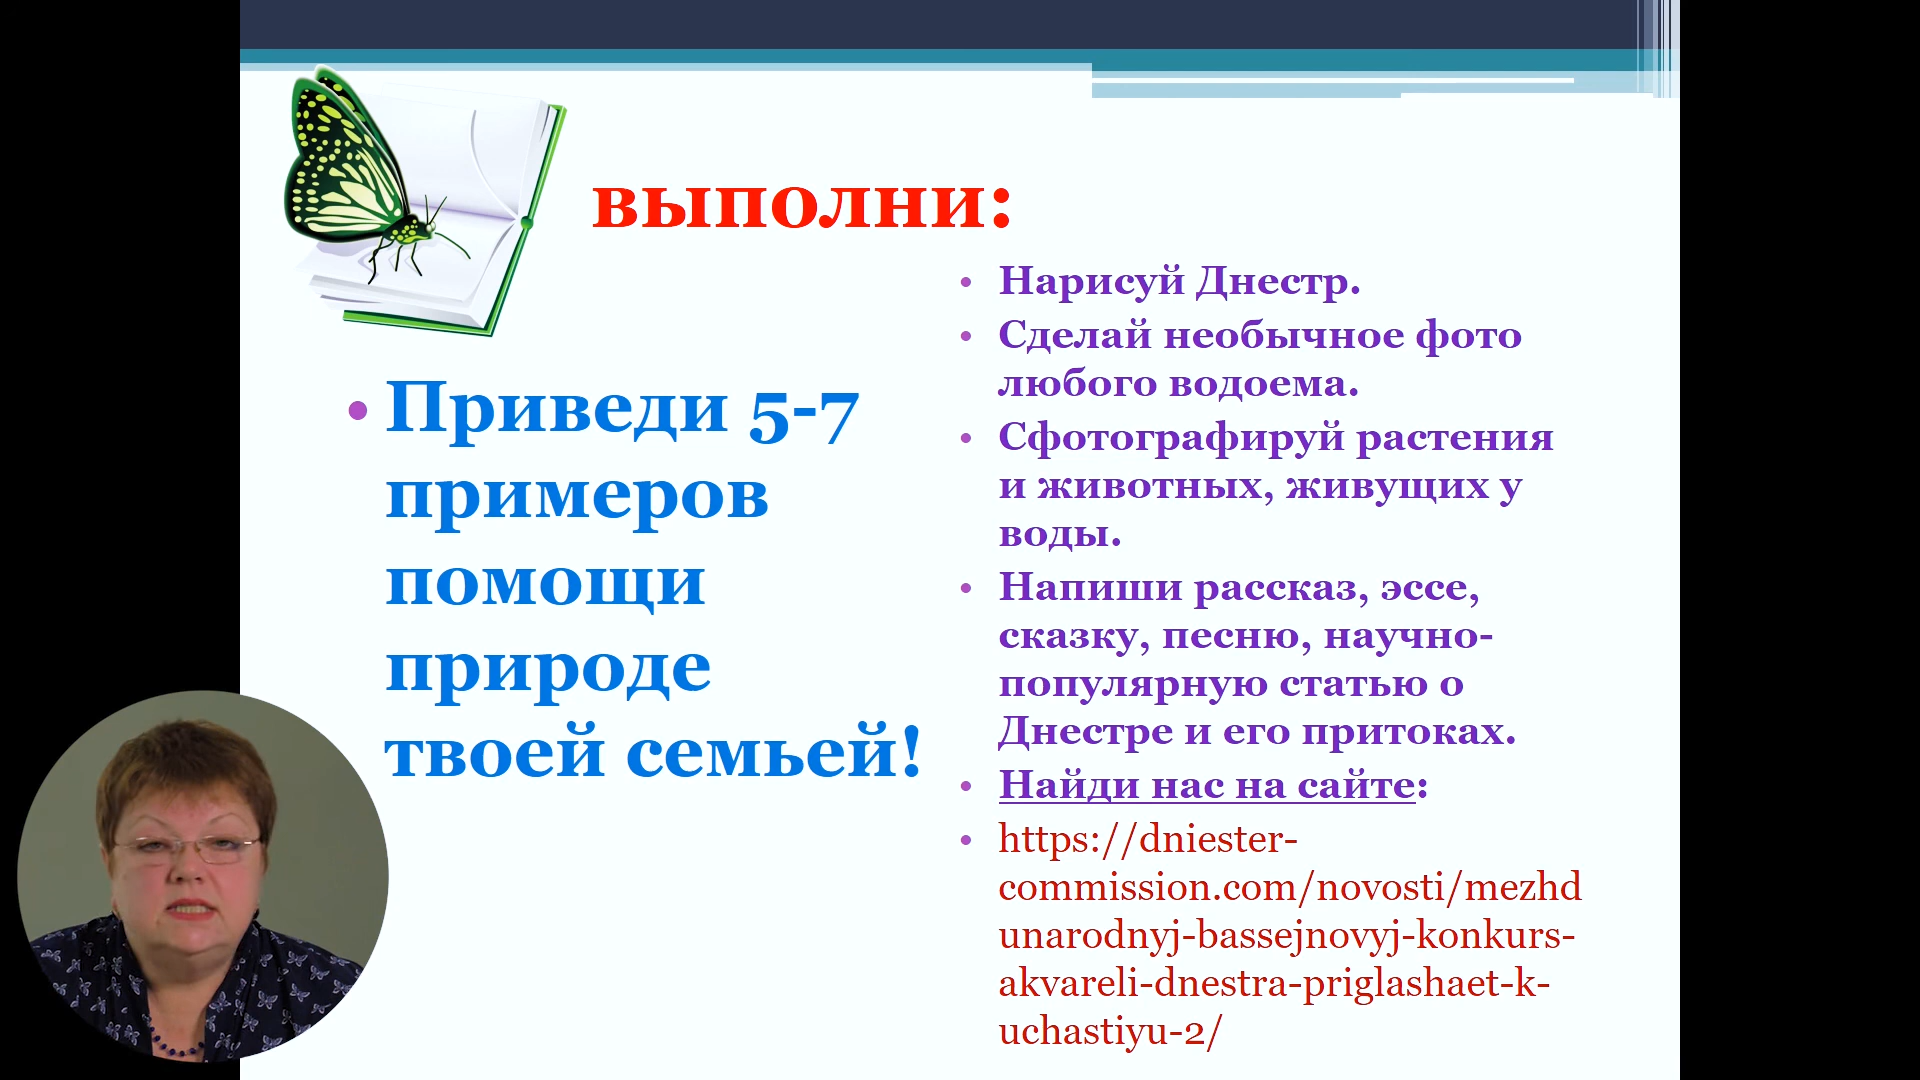 выполни:
Приведи 5-7
примеров
помощи
природе
твоей семьей!
Нарисуй Днестр.
Сделай необычное фото
любого водоема.
Сфотографируй растения
и животных, живущих у
воды.
Напиши рассказ, эссе,
сказку, песню, научно-
популярную статью о
Днестре и его притоках.
Найди нас на сайте:
https://dniester-
commission.com/novosti/mezhd
unarodnyj-bassejnovyj-konkurs-
akvareli-dnestra-priglashaet-k-
uchastiyu-2/